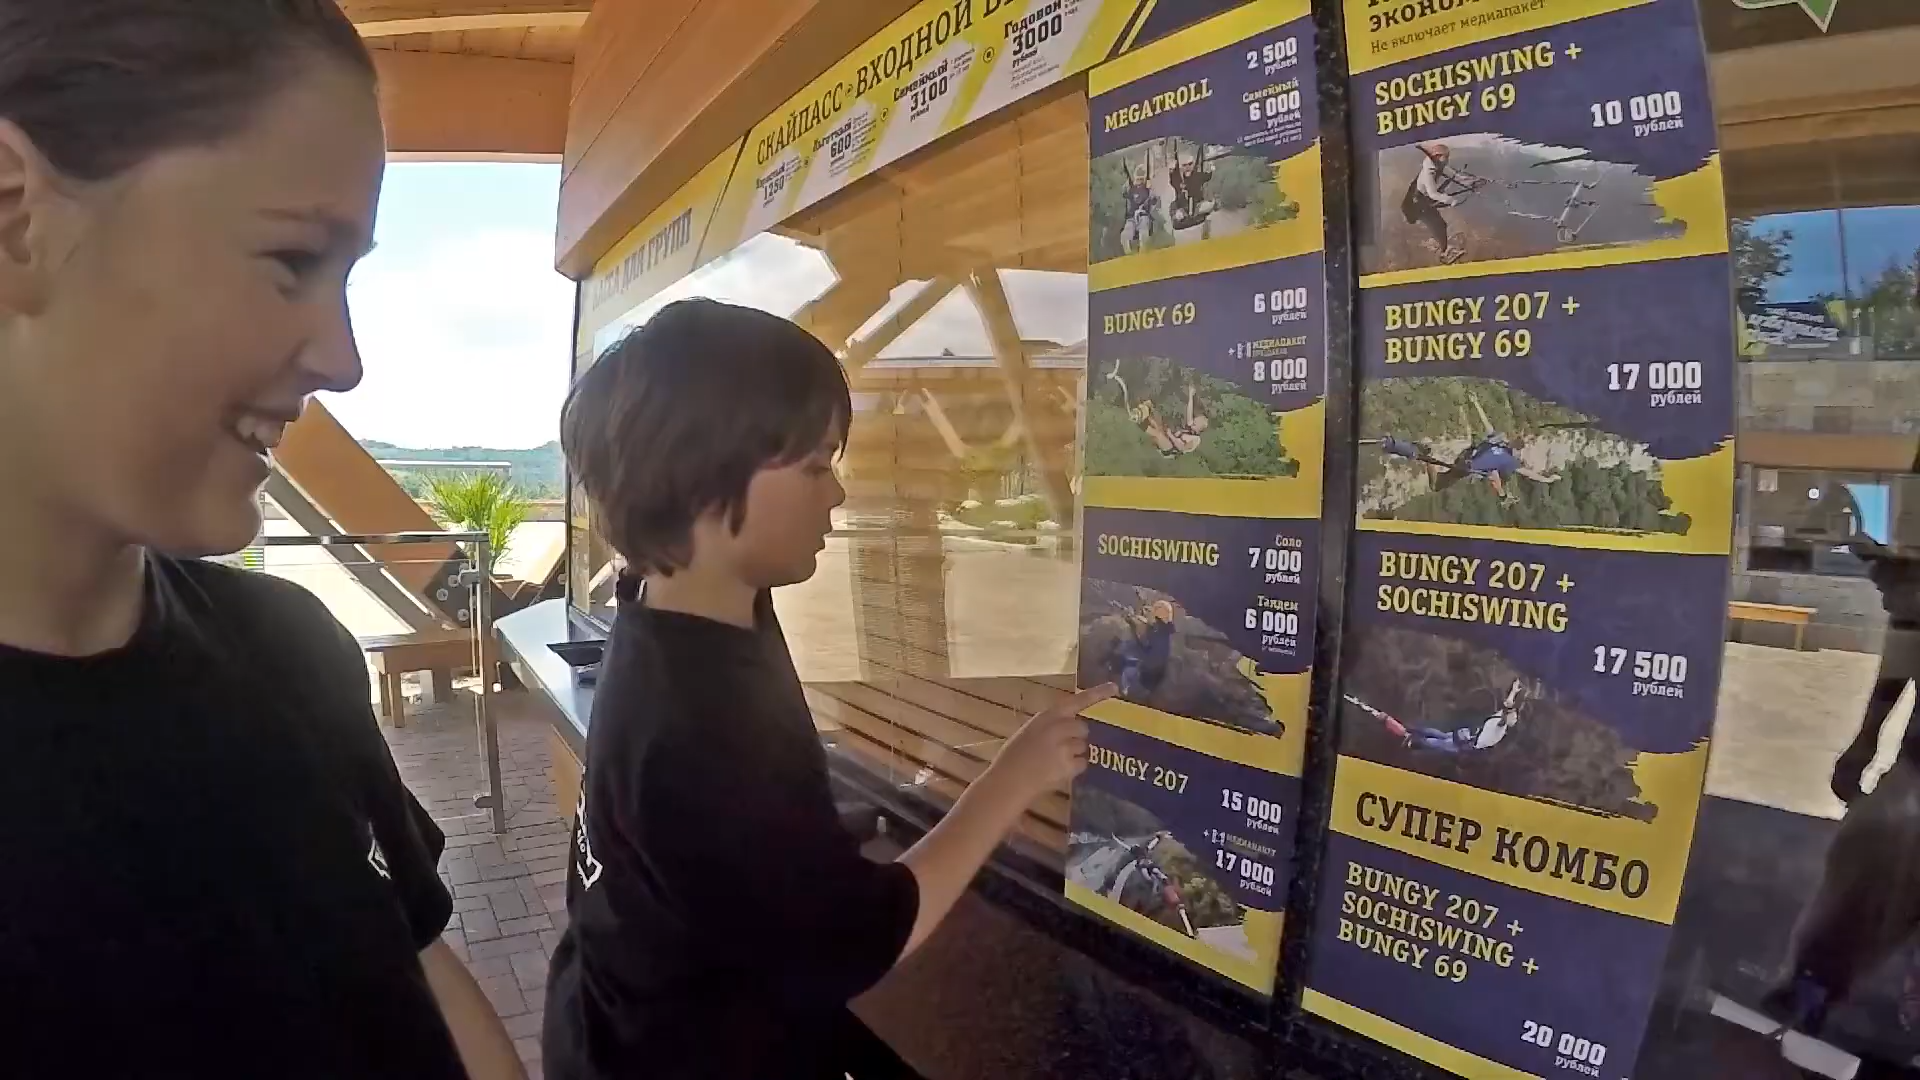 КАССА ДЛЯ ГРУПП
СКАЙПАСС • ВХОДНОЙ
1250
600
Семейный
3100
рублей
Годовой
3000
рублей
MEGATROLL
2 500
рублей
Семейный
6 000
рублей
BUNGY 69
6 000
рублей
+ МЕДИАПАКЕТ
8 000
рублей
SOCHISWING
Соло
7 000
рублей
Тандем
6 000
рублей
BUNGY 207
15 000
рублей
+ МЕДИАПАКЕТ
17 000
рублей
Не включает медиапакет
SOCHISWING +
BUNGY 69
10 000
рублей
BUNGY 207 +
BUNGY 69
17 000
рублей
BUNGY 207 +
SOCHISWING
17 500
рублей
СУПЕР КОМБО
BUNGY 207 +
SOCHISWING +
BUNGY 69
20 000
рублей